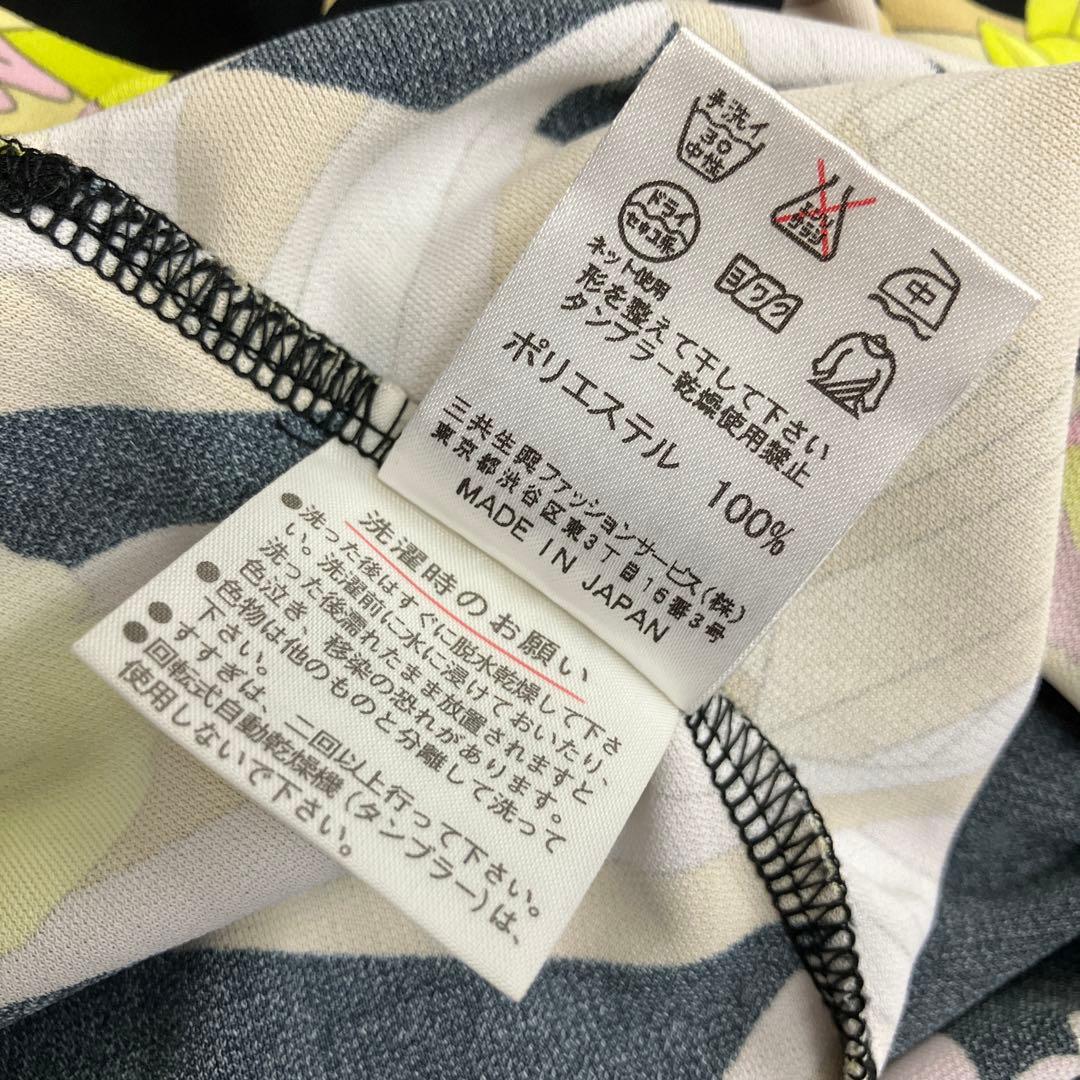 手洗イ
30
中性
エンソ
サラシ
ドライ
セキユ系
ヨワク
中
ネット使用
形を整えて干して下さい
タンブラー乾燥使用禁止
ポリエステル 100%
三共生興ファッションサービス(株)
東京都渋谷区東3丁目16番3号
MADE IN JAPAN
洗濯時のお願い
●洗った後はすぐに脱水乾燥して下さ
い。洗濯前に水に浸けておいたり、
洗った後濡れたまま放置されますと
色泣き、移染の恐れがあります。
●色物は他のものと分離して洗って
下さい。
●すすぎは、二回以上行って下さい。
●回転式自動乾燥機(タンブラー)は、
使用しないで下さい。